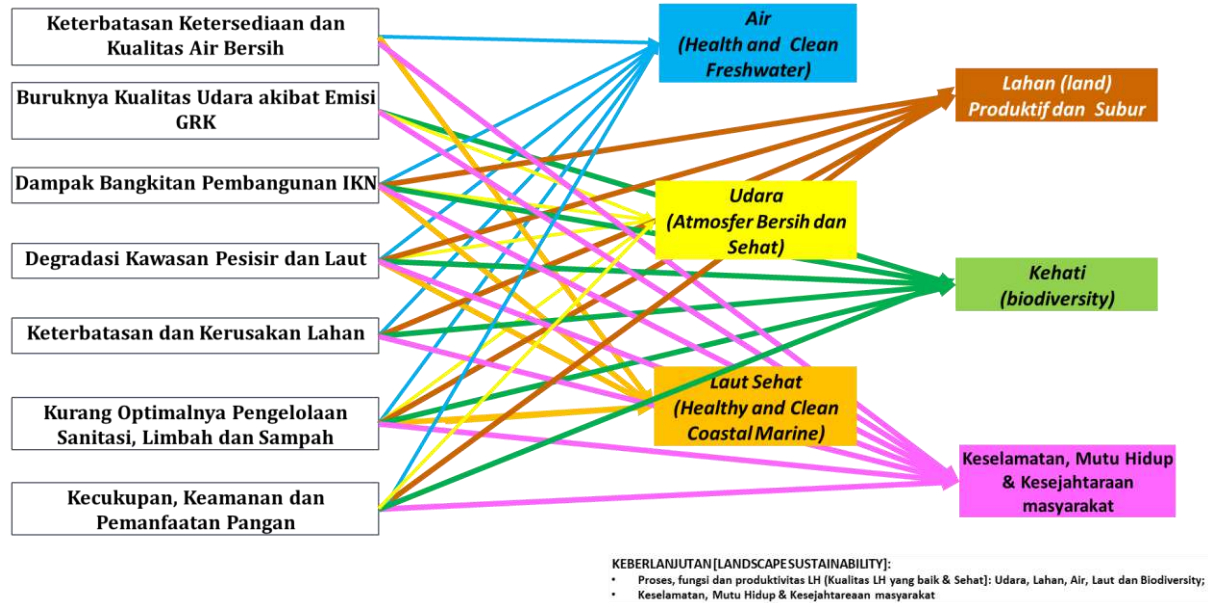 Keterbatasan Ketersediaan dan
Kualitas Air Bersih
Buruknya Kualitas Udara akibat Emisi
GRK
Dampak Bangkitan Pembangunan IKN
Degradasi Kawasan Pesisir dan Laut
Keterbatasan dan Kerusakan Lahan
Kurang Optimalnya Pengelolaan
Sanitasi, Limbah dan Sampah
Kecukupan, Keamanan dan
Pemanfaatan Pangan
Air
(Health and Clean
Freshwater)
Udara
(Atmosfer Bersih dan
Sehat)
Laut Sehat
(Healthy and Clean
Coastal Marine)
Lahan (land)
Produktif dan Subur
Kehati
(biodiversity)
Keselamatan, Mutu Hidup
& Kesejahtaraan
masyarakat
KEBERLANJUTAN [LANDSCAPE SUSTAINABILITY]:
• Proses, fungsi dan produktivitas LH (Kualitas LH yang baik & Sehat]: Udara, Lahan, Air, Laut dan Biodiversity;
• Keselamatan, Mutu Hidup & Kesejahtareaan masyarakat